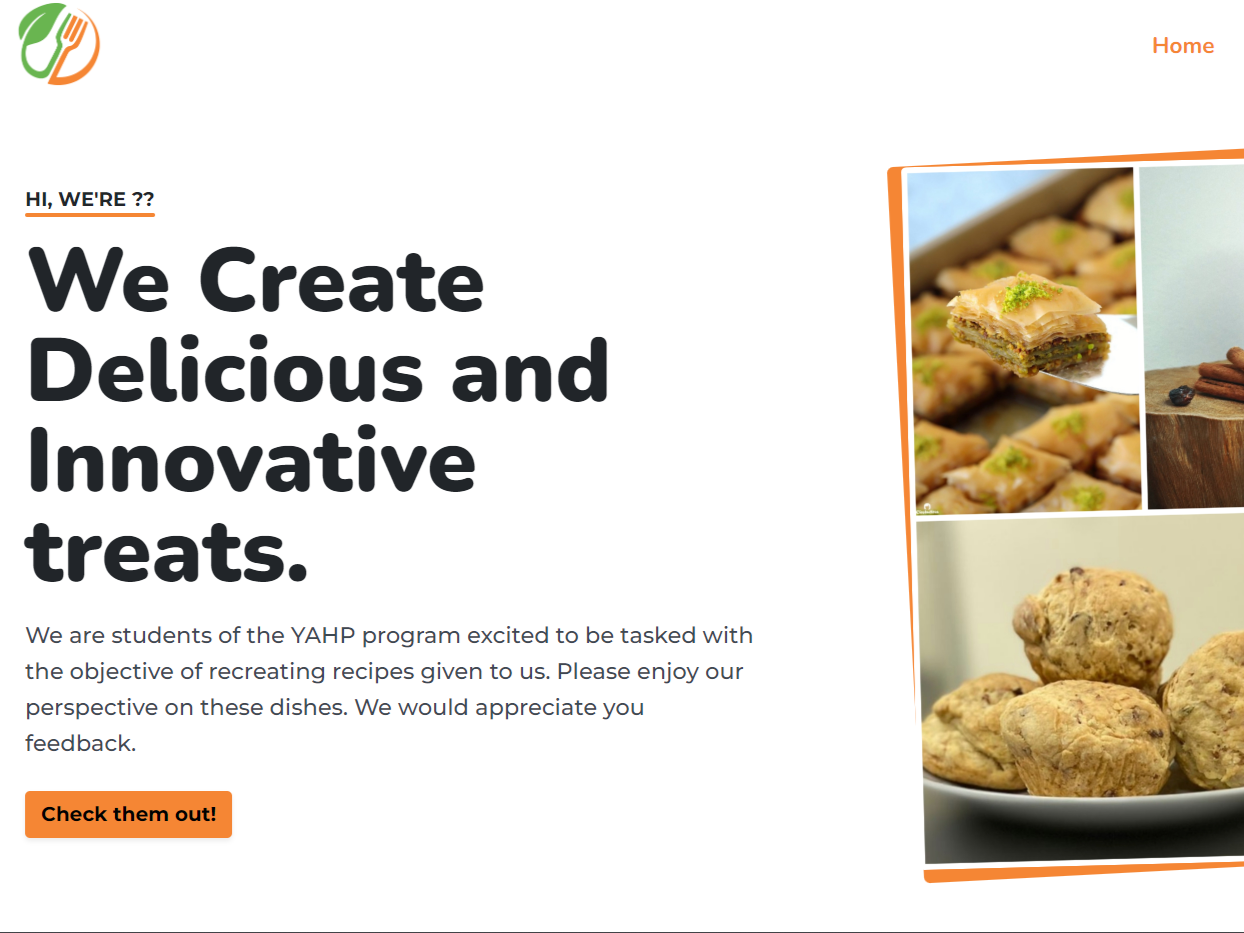 Home
HI, WE'RE ??
We Create
Delicious and
Innovative
treats.
We are students of the YAHP program excited to be tasked with
the objective of recreating recipes given to us. Please enjoy our
perspective on these dishes. We would appreciate you
feedback.
Check them out!